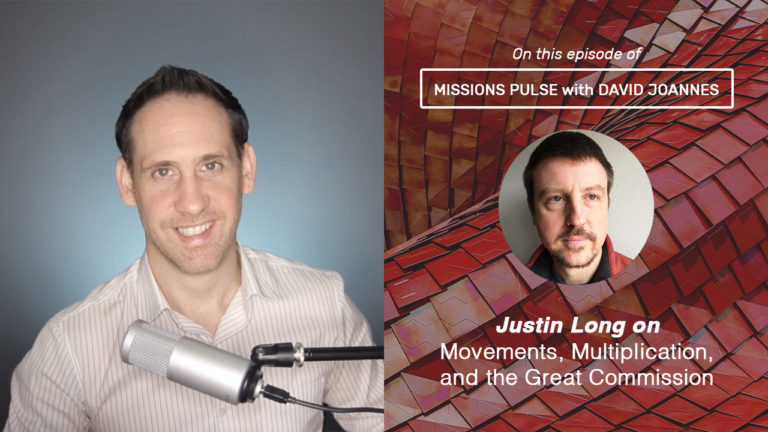 On this episode of
MISSIONS PULSE with DAVID JOANNES
Justin Long on
Movements, Multiplication,
and the Great Commission